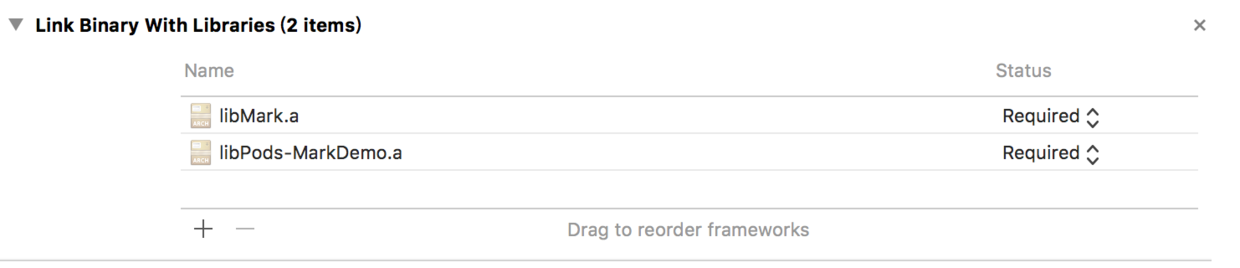 Link Binary With Libraries (2 items)
Name Status
libMark.a Required
libPods-MarkDemo.a Required
Drag to reorder frameworks